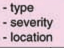 - type
- severity
- location